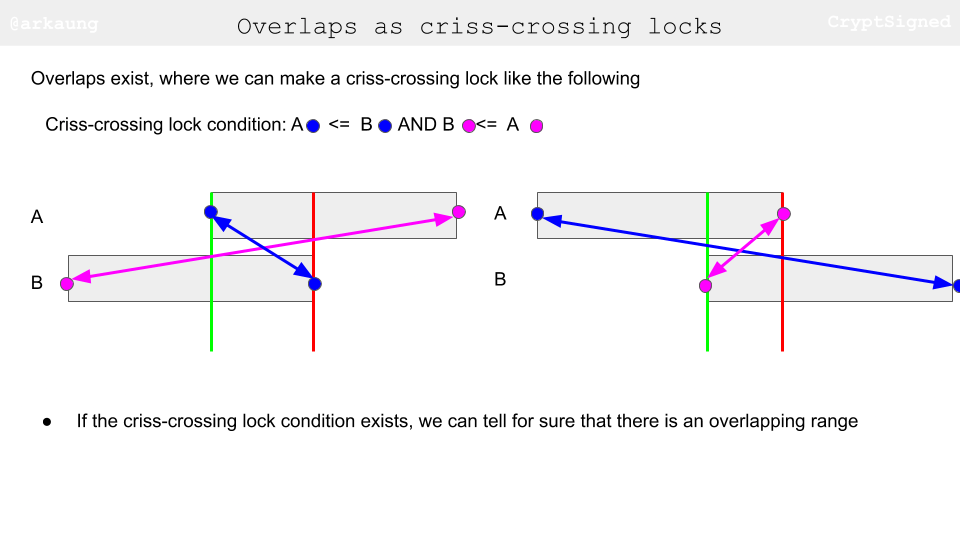 @arkaung
Overlaps as criss-crossing locks
CryptSigned
Overlaps exist, where we can make a criss-crossing lock like the following
Criss-crossing lock condition: A <= B AND B <= A
A
A
B
B
● If the criss-crossing lock condition exists, we can tell for sure that there is an overlapping range